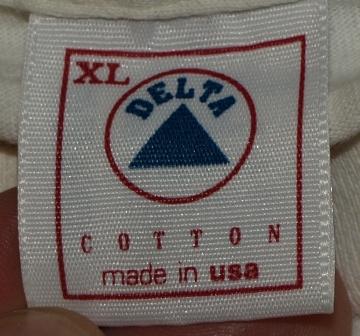 XL
DELTA
COTTON
made in usa